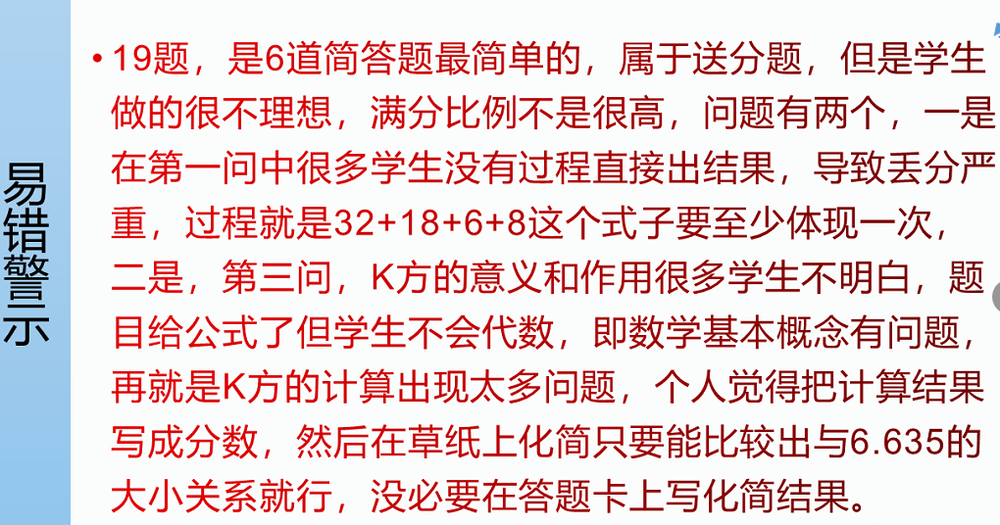 易错警示
•19题，是6道简答题最简单的，属于送分题，但是学生
做的很不理想，满分比例不是很高，问题有两个，一是
在第一问中很多学生没有过程直接出结果，导致丢分严
重，过程就是32+18+6+8这个式子要至少体现一次，
二是，第三问，K方的意义和作用很多学生不明白，题
目给公式了但学生不会代数，即数学基本概念有问题，
再就是K方的计算出现太多问题，个人觉得把计算结果
写成分数，然后在草纸上化简只要能比较出与6.635的
大小关系就行，没必要在答题卡上写化简结果。